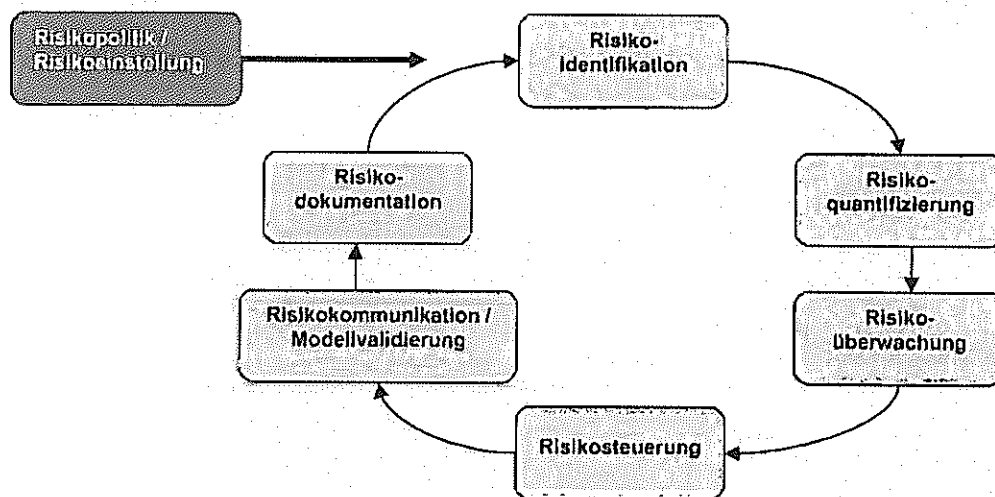 Risikopolitik /
Risikoeinstellung
Risiko-
identifikation
Risiko-
quantifizierung
Risiko-
überwachung
Risikosteuerung
Risikokommunikation /
Modellvalidierung
Risiko-
dokumentation